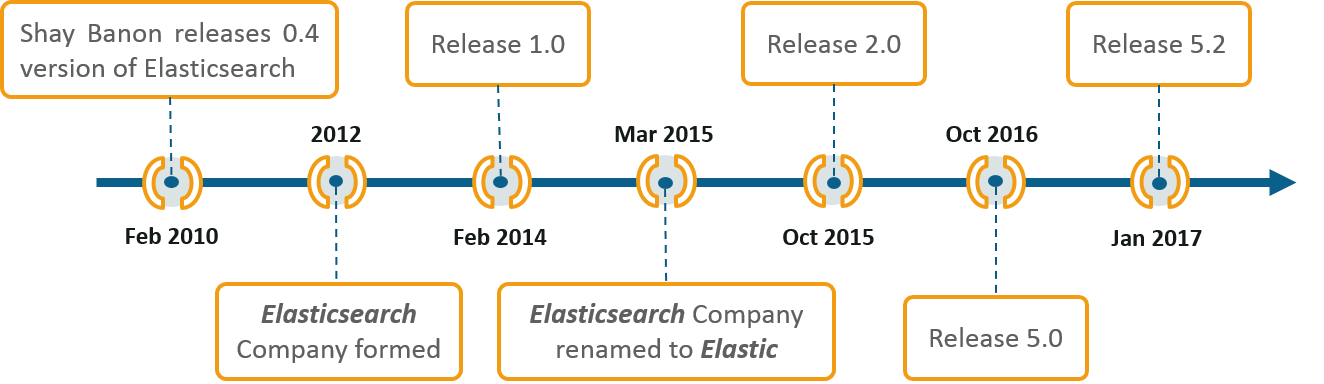 Shay Banon releases 0.4
version of Elasticsearch
Release 1.0
Release 2.0
Release 5.2
2012
Mar 2015
Oct 2016
Feb 2010
Feb 2014
Oct 2015
Jan 2017
Elasticsearch
Company formed
Elasticsearch Company
renamed to Elastic
Release 5.0